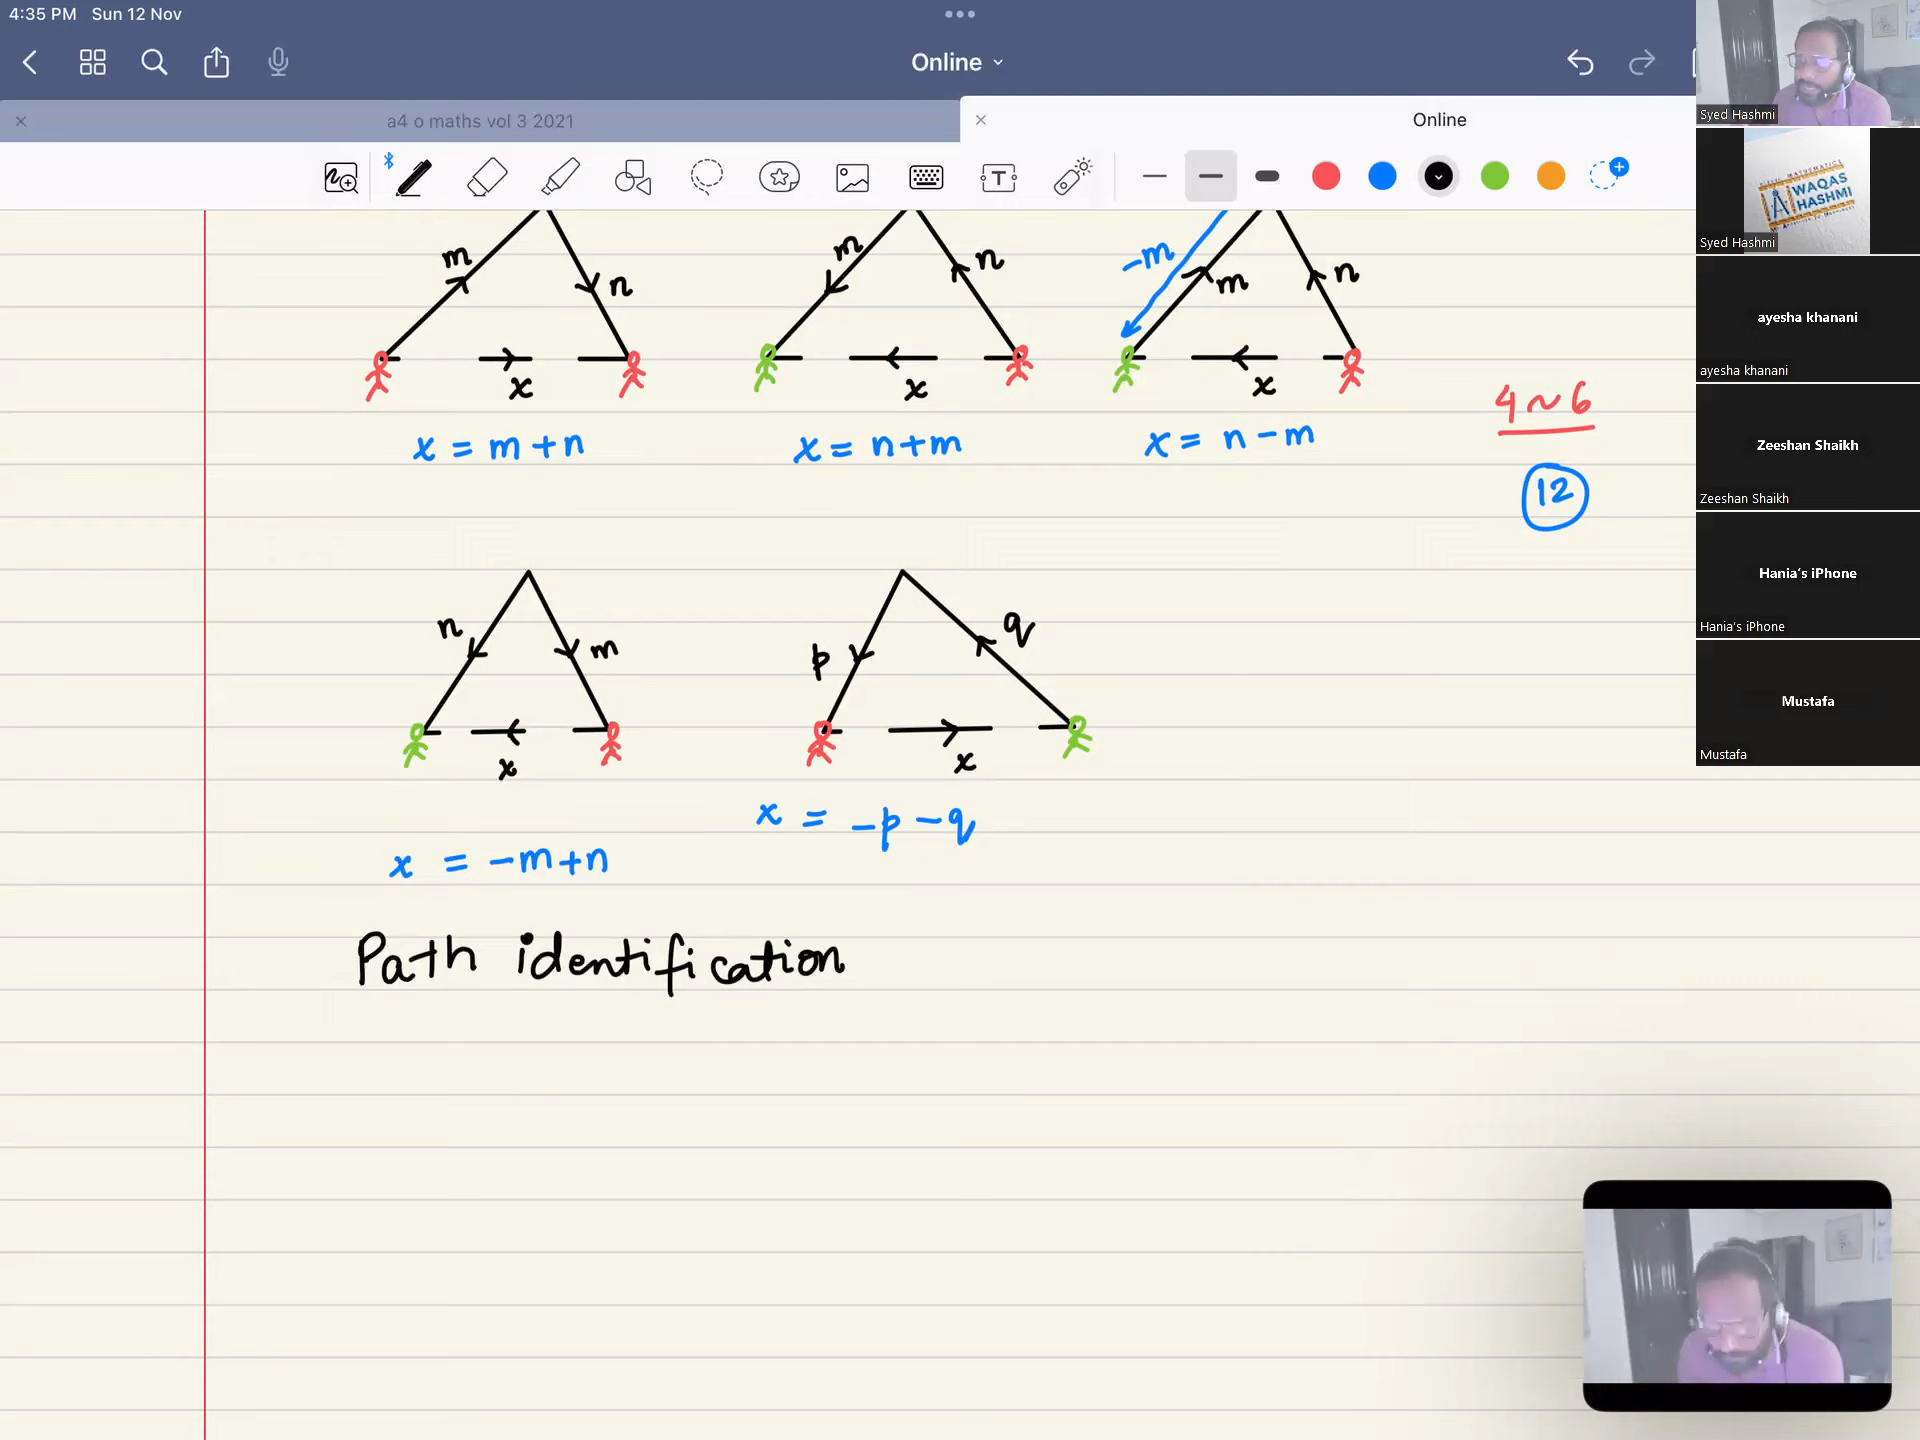 4:35 PM Sun 12 Nov
Online
a4 o maths vol 3 2021
Online
T
Syed Hashmi
WAQAS
HASHMI
Syed Hashmi
ayesha khanani
ayesha khanani
Zeeshan Shaikh
Zeeshan Shaikh
Hania's iPhone
Hania's iPhone
Mustafa
Mustafa
m
n
x
x = m + n
m
n
x
x = n + m
-m
m
n
x
x = n - m
4 ~ 6
12
n
m
x
x = -m + n
p
q
x
x = -p - q
Path identification